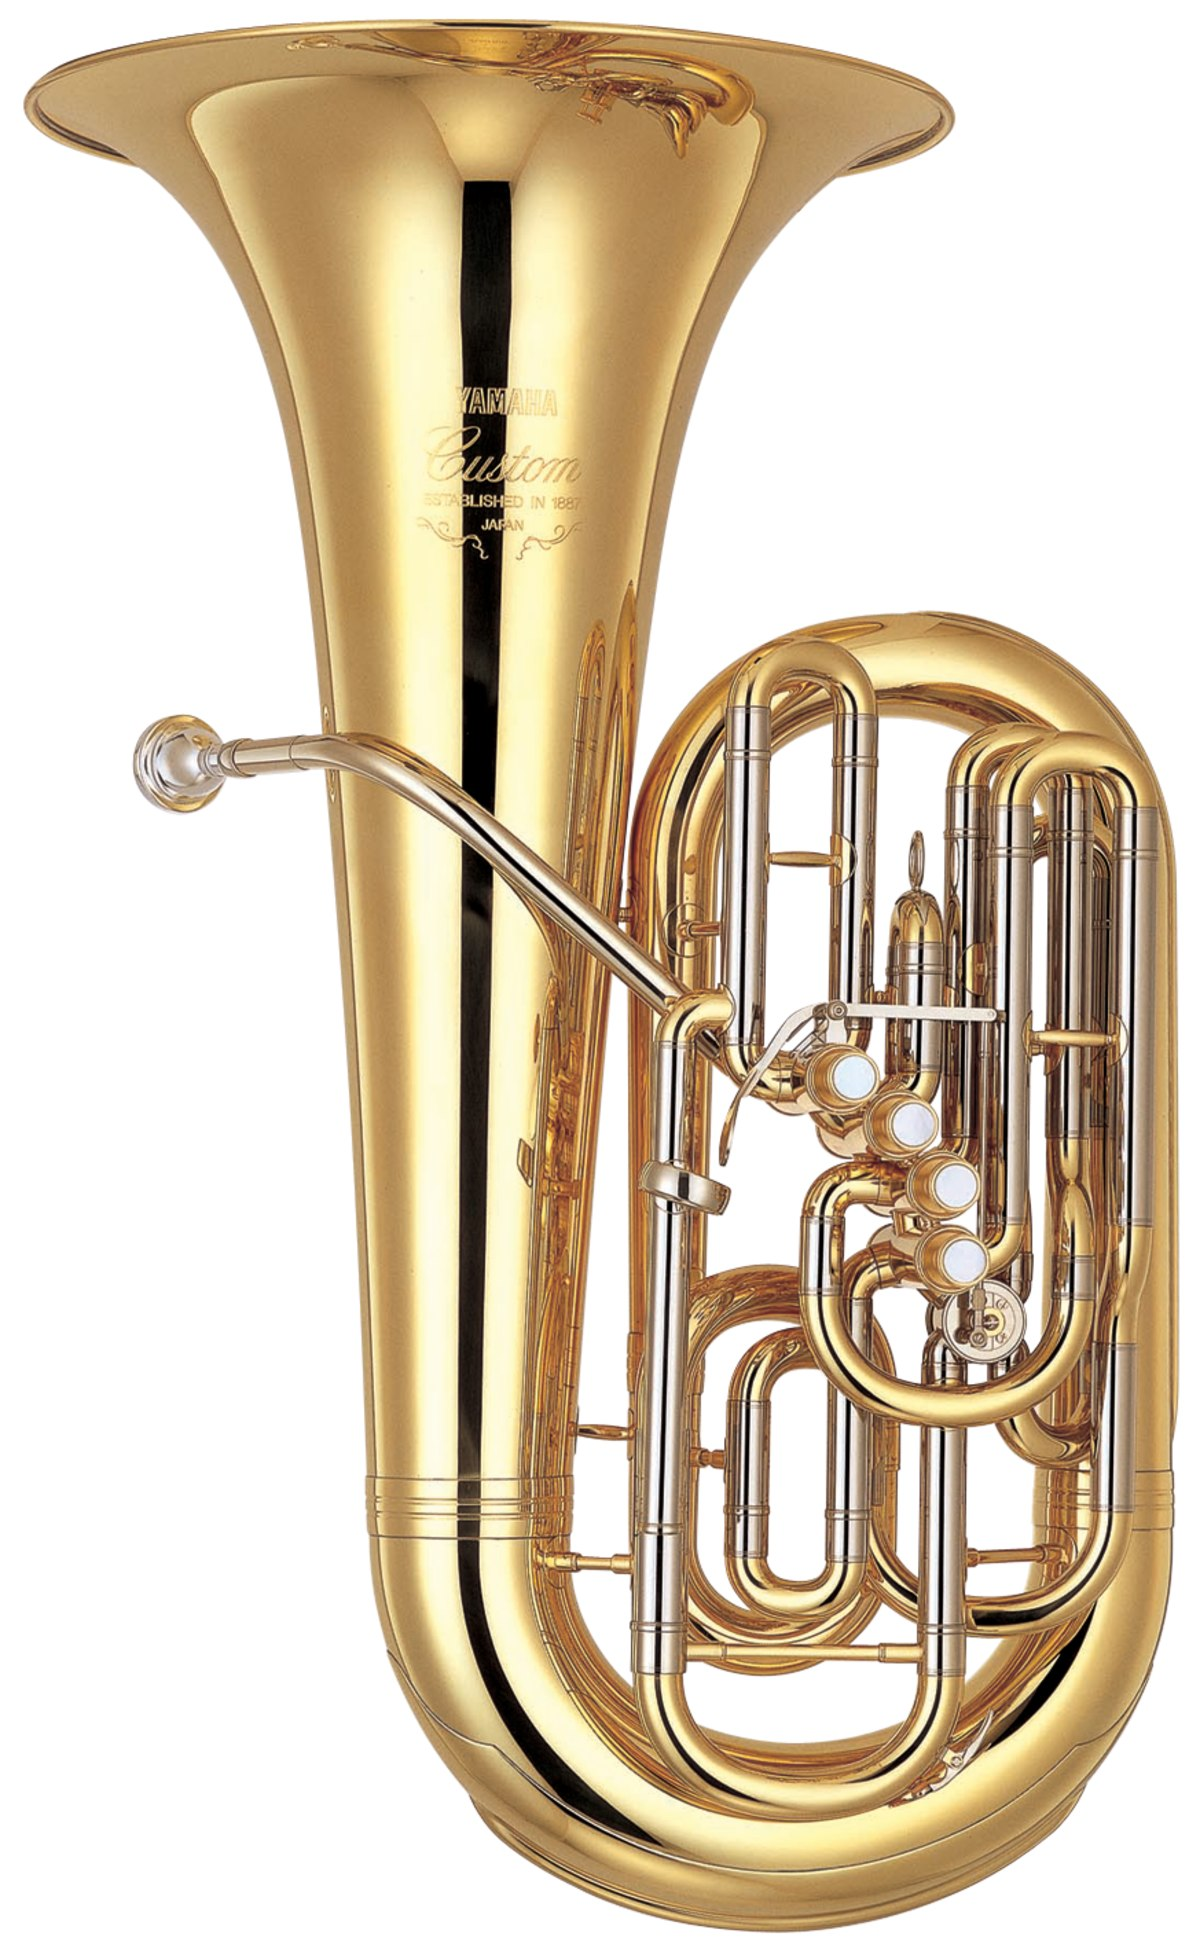 YAMAHA
Custom
ESTABLISHED IN 1887
JAPAN